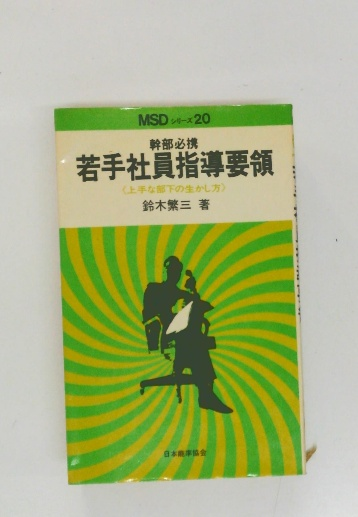 MSDシリーズ20
幹部必携
若手社員指導要領
〈上手な部下の生かし方〉
鈴木繁三 著
日本商事協会